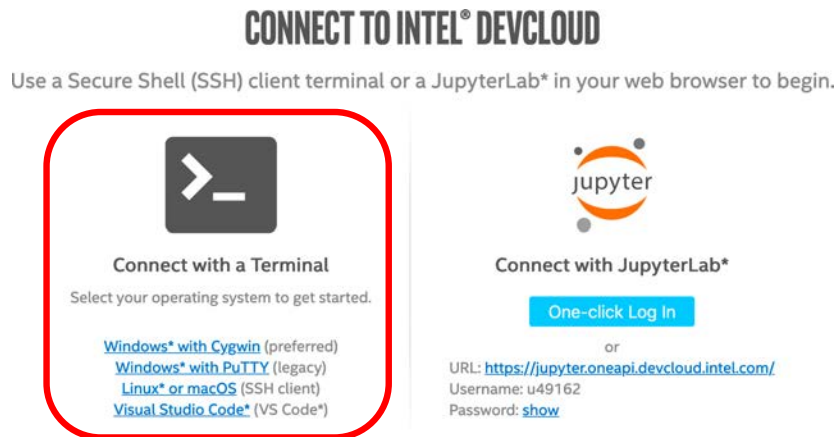 CONNECT TO INTEL® DEVCLOUD
Use a Secure Shell (SSH) client terminal or a JupyterLab* in your web browser to begin.
>_
Connect with a Terminal
Select your operating system to get started.
Windows* with Cygwin (preferred)
Windows* with PuTTY (legacy)
Linux* or macOS (SSH client)
Visual Studio Code* (VS Code*)
jupyter
Connect with JupyterLab*
One-click Log In
or
URL: https://jupyter.oneapi.devcloud.intel.com/
Username: u49162
Password: show